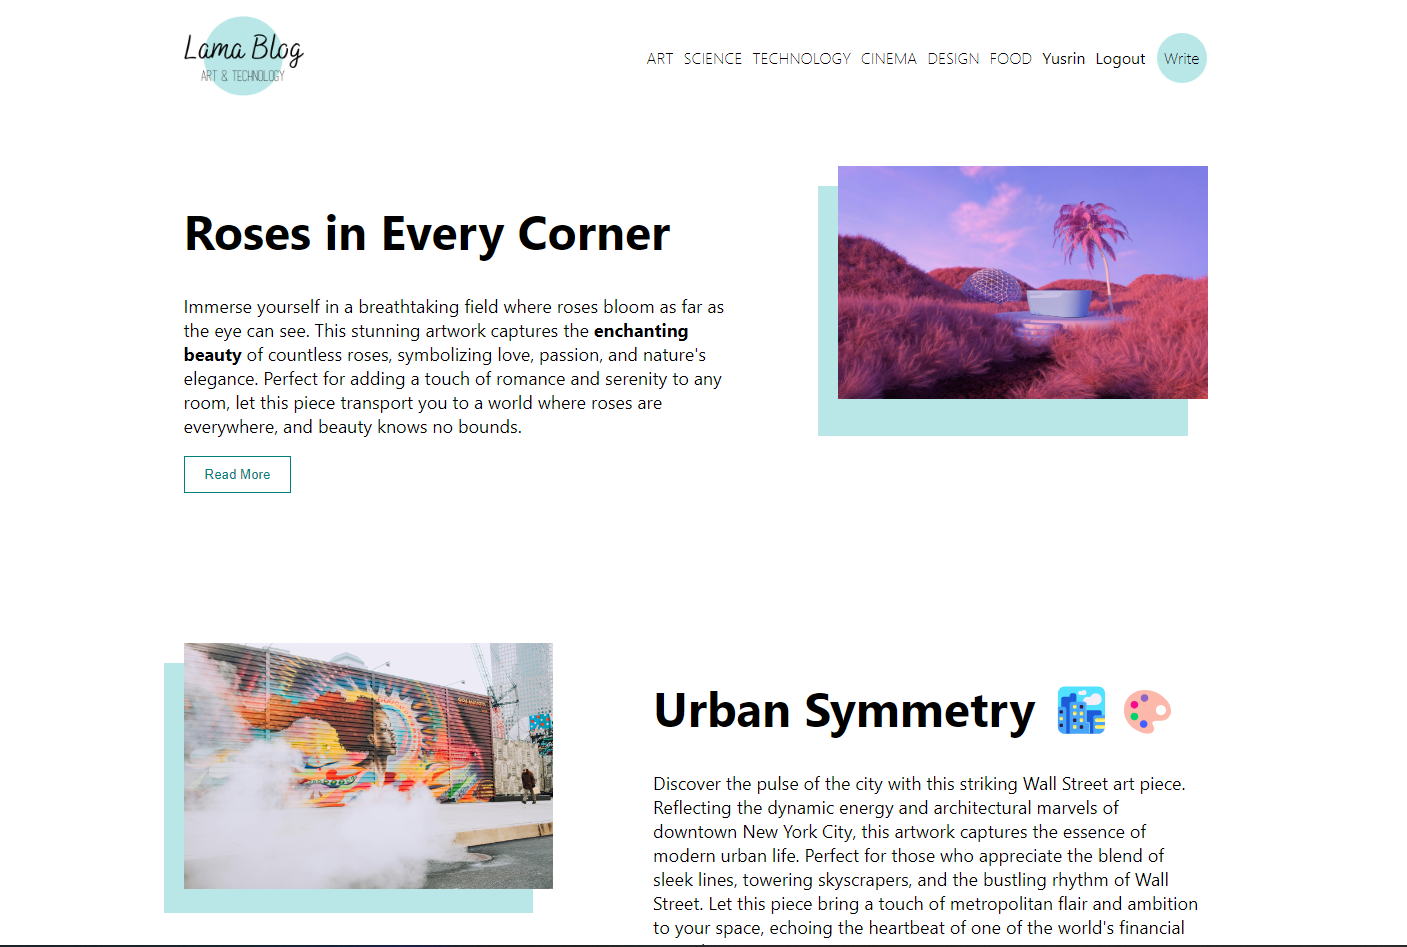 Lama Blog
ART & TECHNOLOGY
ART SCIENCE TECHNOLOGY CINEMA DESIGN FOOD Yusrin Logout Write
Roses in Every Corner
Immerse yourself in a breathtaking field where roses bloom as far as
the eye can see. This stunning artwork captures the enchanting
beauty of countless roses, symbolizing love, passion, and nature's
elegance. Perfect for adding a touch of romance and serenity to any
room, let this piece transport you to a world where roses are
everywhere, and beauty knows no bounds.
Read More
Urban Symmetry
Discover the pulse of the city with this striking Wall Street art piece.
Reflecting the dynamic energy and architectural marvels of
downtown New York City, this artwork captures the essence of
modern urban life. Perfect for those who appreciate the blend of
sleek lines, towering skyscrapers, and the bustling rhythm of Wall
Street. Let this piece bring a touch of metropolitan flair and ambition
to your space, echoing the heartbeat of one of the world's financial